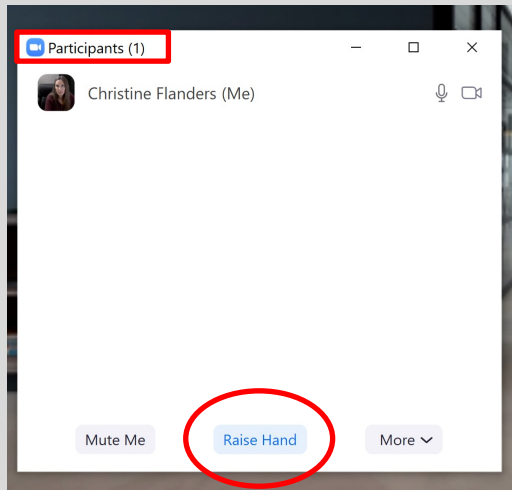 Participants (1)
Christine Flanders (Me)
Mute Me Raise Hand More